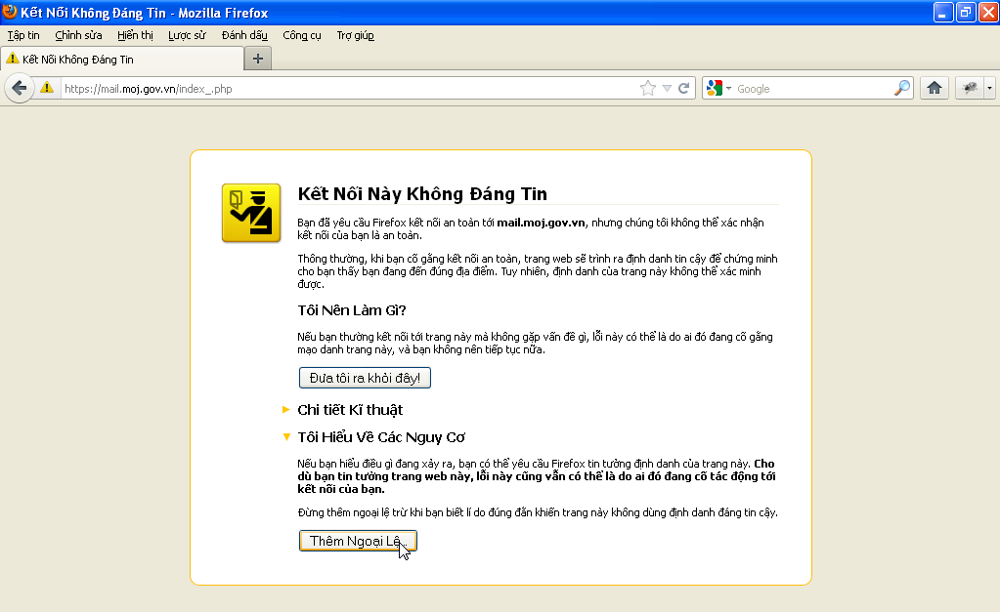 Kết Nối Không Đáng Tin - Mozilla Firefox
Tập tin Chỉnh sửa Hiển thị Lược sử Đánh dấu Công cụ Trợ giúp
Kết Nối Không Đáng Tin
https://mail.moj.gov.vn/index_.php
Google
Kết Nối Này Không Đáng Tin
Bạn đã yêu cầu Firefox kết nối an toàn tới mail.moj.gov.vn, nhưng chúng tôi không thể xác nhận
kết nối của bạn là an toàn.
Thông thường, khi bạn cố gắng kết nối an toàn, trang web sẽ trình ra định danh tin cậy để chứng minh
cho bạn thấy bạn đang đến đúng địa điểm. Tuy nhiên, định danh của trang này không thể xác minh
được.
Tôi Nên Làm Gì?
Nếu bạn thường kết nối tới trang này mà không gặp vấn đề gì, lỗi này có thể là do ai đó đang cố gắng
mạo danh trang này, và bạn không nên tiếp tục nữa.
Đưa tôi ra khỏi đây!
Chi tiết Kĩ thuật
Tôi Hiểu Về Các Nguy Cơ
Nếu bạn hiểu điều gì đang xảy ra, bạn có thể yêu cầu Firefox tin tưởng định danh của trang này. Cho
dù bạn tin tưởng trang web này, lỗi này cũng vẫn có thể là do ai đó đang cố tác động tới
kết nối của bạn.
Đừng thêm ngoại lệ trừ khi bạn biết lí do đúng đắn khiến trang này không dùng định danh đáng tin cậy.
Thêm Ngoại Lệ...